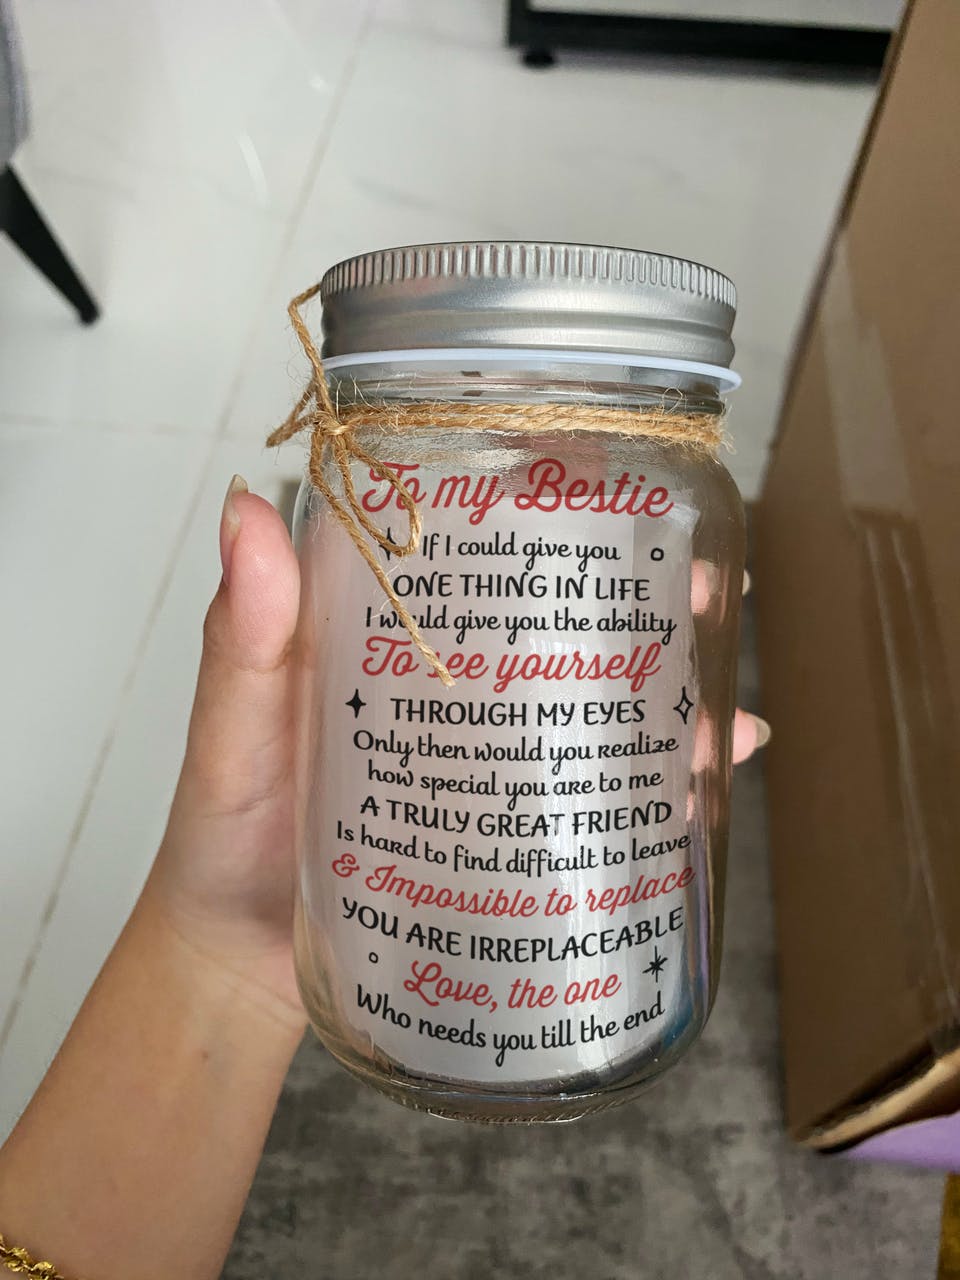 To my Bestie
If I could give you
ONE THING IN LIFE
I would give you the ability
To see yourself
THROUGH MY EYES
Only then would you realize
how special you are to me
A TRULY GREAT FRIEND
Is hard to find difficult to leave
& Impossible to replace
YOU ARE IRREPLACEABLE
Love, the one
Who needs you till the end